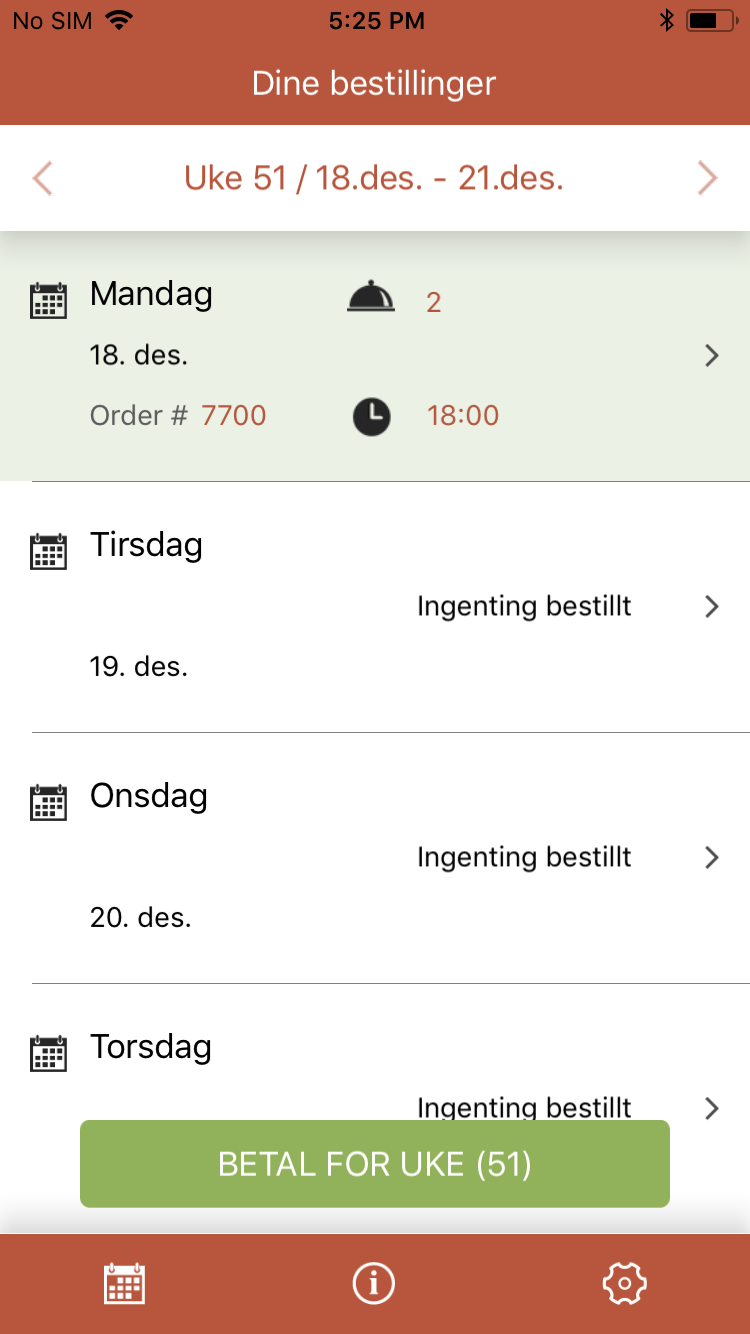 No SIM 5:25 PM
Dine bestillinger
Uke 51 / 18.des. - 21.des.
Mandag 2
18. des.
Order # 7700 18:00
Tirsdag
Ingenting bestillt
19. des.
Onsdag
Ingenting bestillt
20. des.
Torsdag
Ingenting bestillt
BETAL FOR UKE (51)